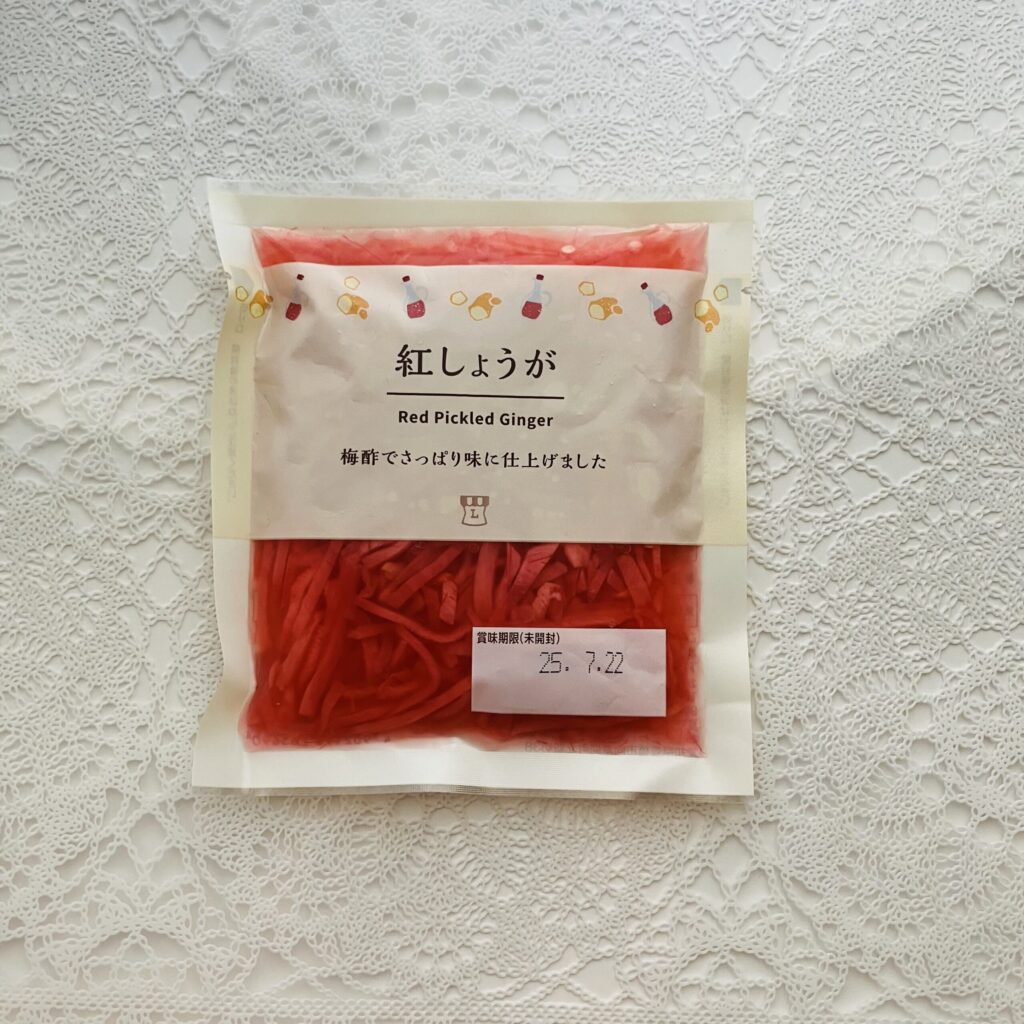 紅しょうが
Red Pickled Ginger
梅酢でさっぱり味に仕上げました
L
賞味期限(未開封)
25. 7.22